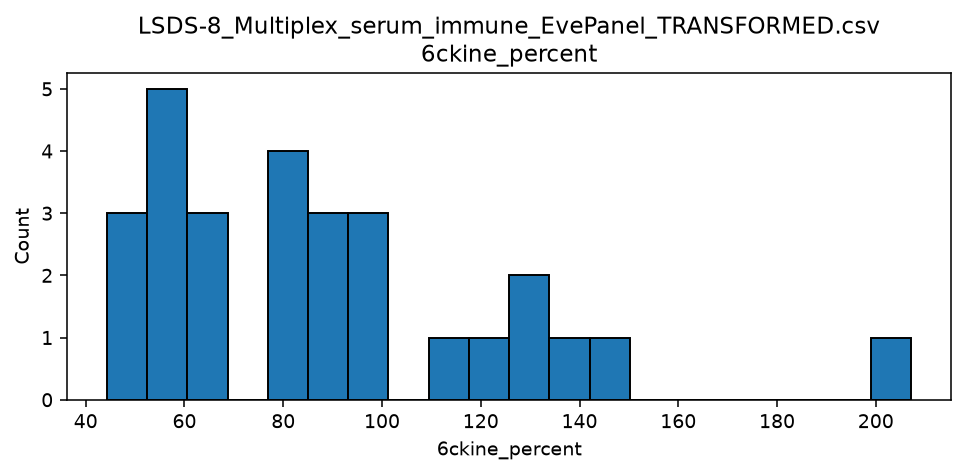 LSDS-8_Multiplex_serum_immune_EvePanel_TRANSFORMED.csv
6ckine_percent
5
4
3
2
1
0
Count
40 60 80 100 120 140 160 180 200
6ckine_percent